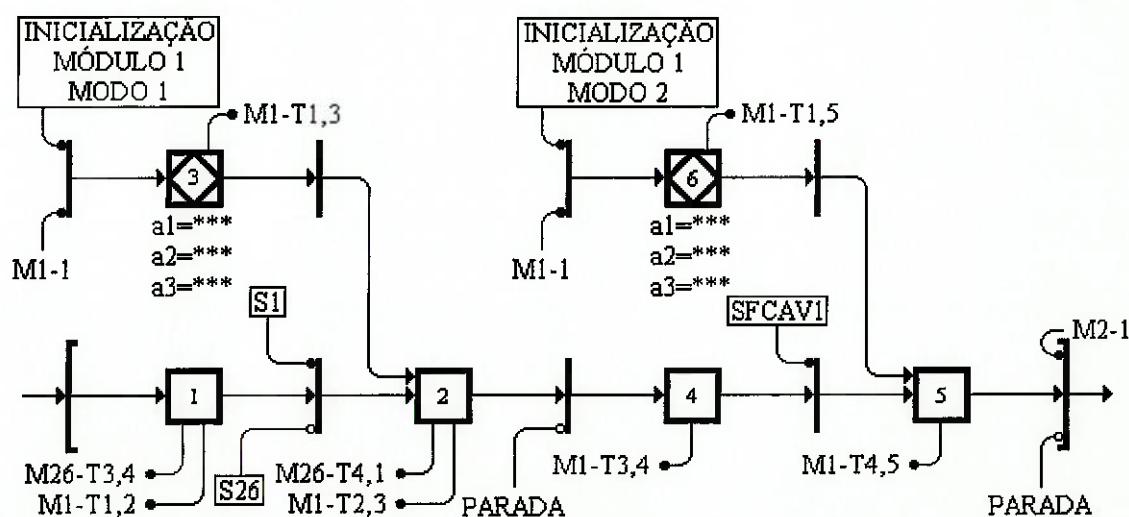 INICIALIZAÇÃO
MÓDULO 1
MODO 1
M1-T1,3
3
a1=***
a2=***
a3=***
M1-1
INICIALIZAÇÃO
MÓDULO 1
MODO 2
M1-T1,5
6
a1=***
a2=***
a3=***
M1-1
S1
SFCAV1
M2-1
1
2
4
5
M26-T3,4
M1-T1,2
S26
M26-T4,1
M1-T2,3
PARADA
M1-T3,4
M1-T4,5
PARADA